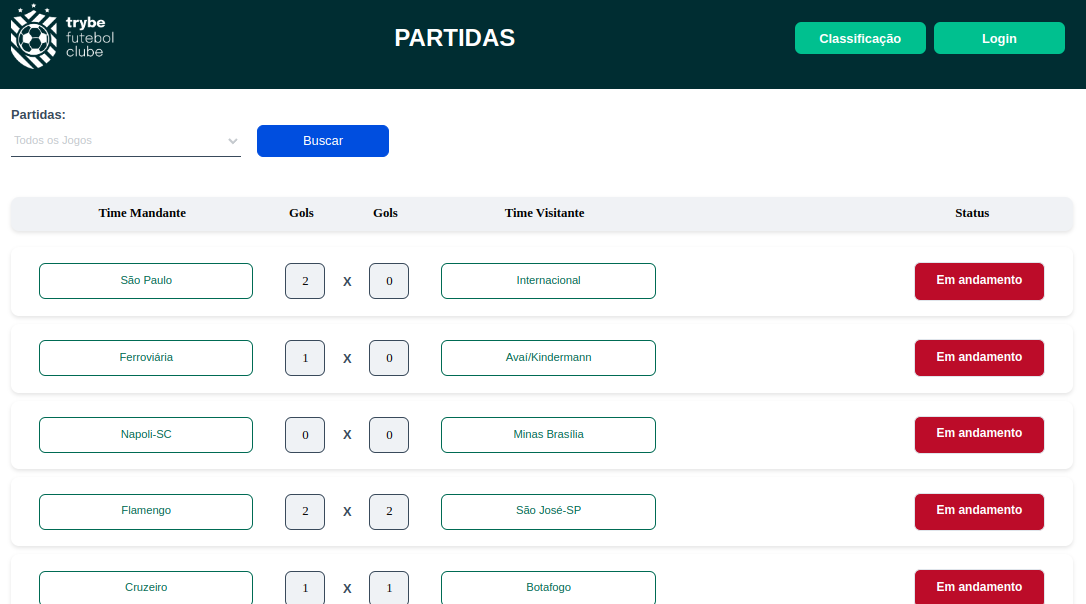 trybe
futebol
clube
PARTIDAS
Classificação
Login
Partidas:
Todos os Jogos
Buscar
Time Mandante Gols Gols Time Visitante Status
São Paulo 2 X 0 Internacional Em andamento
Ferroviária 1 X 0 Avaí/Kindermann Em andamento
Napoli-SC 0 X 0 Minas Brasília Em andamento
Flamengo 2 X 2 São José-SP Em andamento
Cruzeiro 1 X 1 Botafogo Em andamento